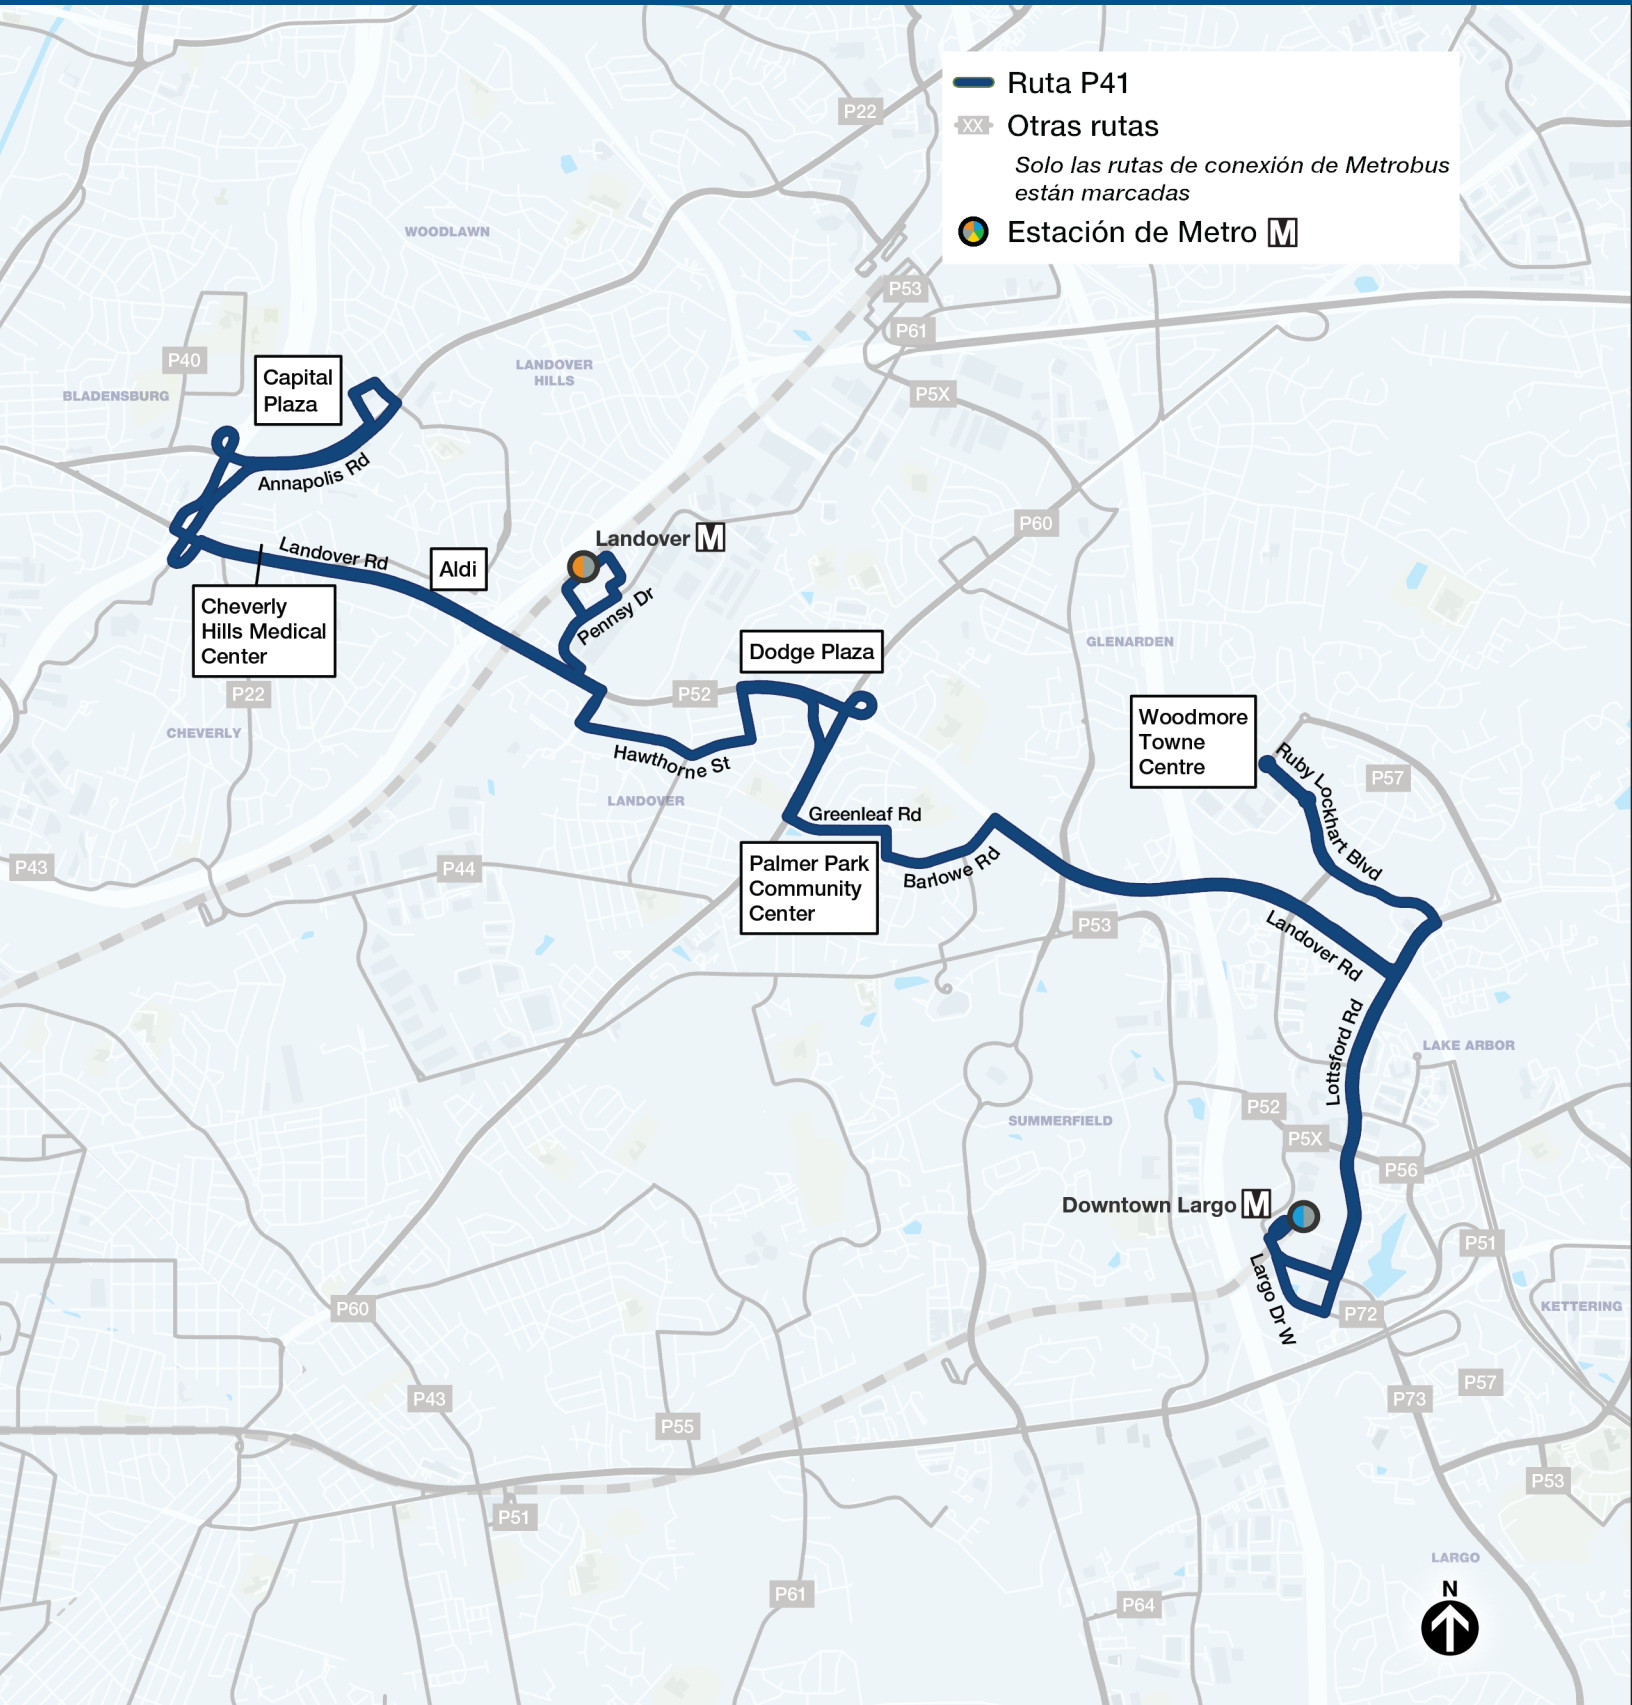 Ruta P41
XX
Otras rutas
Solo las rutas de conexión de Metrobus
están marcadas
Estación de Metro M
P22
WOODLAWN
P53
P61
P40
LANDOVER
HILLS
Capital
Plaza
BLADENSBURG
P5X
Annapolis Rd
P60
Landover M
Landover Rd
Aldi
Cheverly
Hills Medical
Center
Pennsy Dr
GLENARDEN
Dodge Plaza
P22
P52
CHEVERLY
Woodmore
Towne
Centre
Ruby Lockhart Blvd
P57
Hawthorne St
LANDOVER
Greenleaf Rd
P43
P44
Palmer Park
Community
Center
Barlowe Rd
P53
Landover Rd
Lottsford Rd
LAKE ARBOR
P52
SUMMERFIELD
P5X
P56
Downtown Largo M
P51
Largo Dr W
P60
P72
KETTERING
P43
P57
P73
P55
P53
P51
LARGO
P61
P64
N